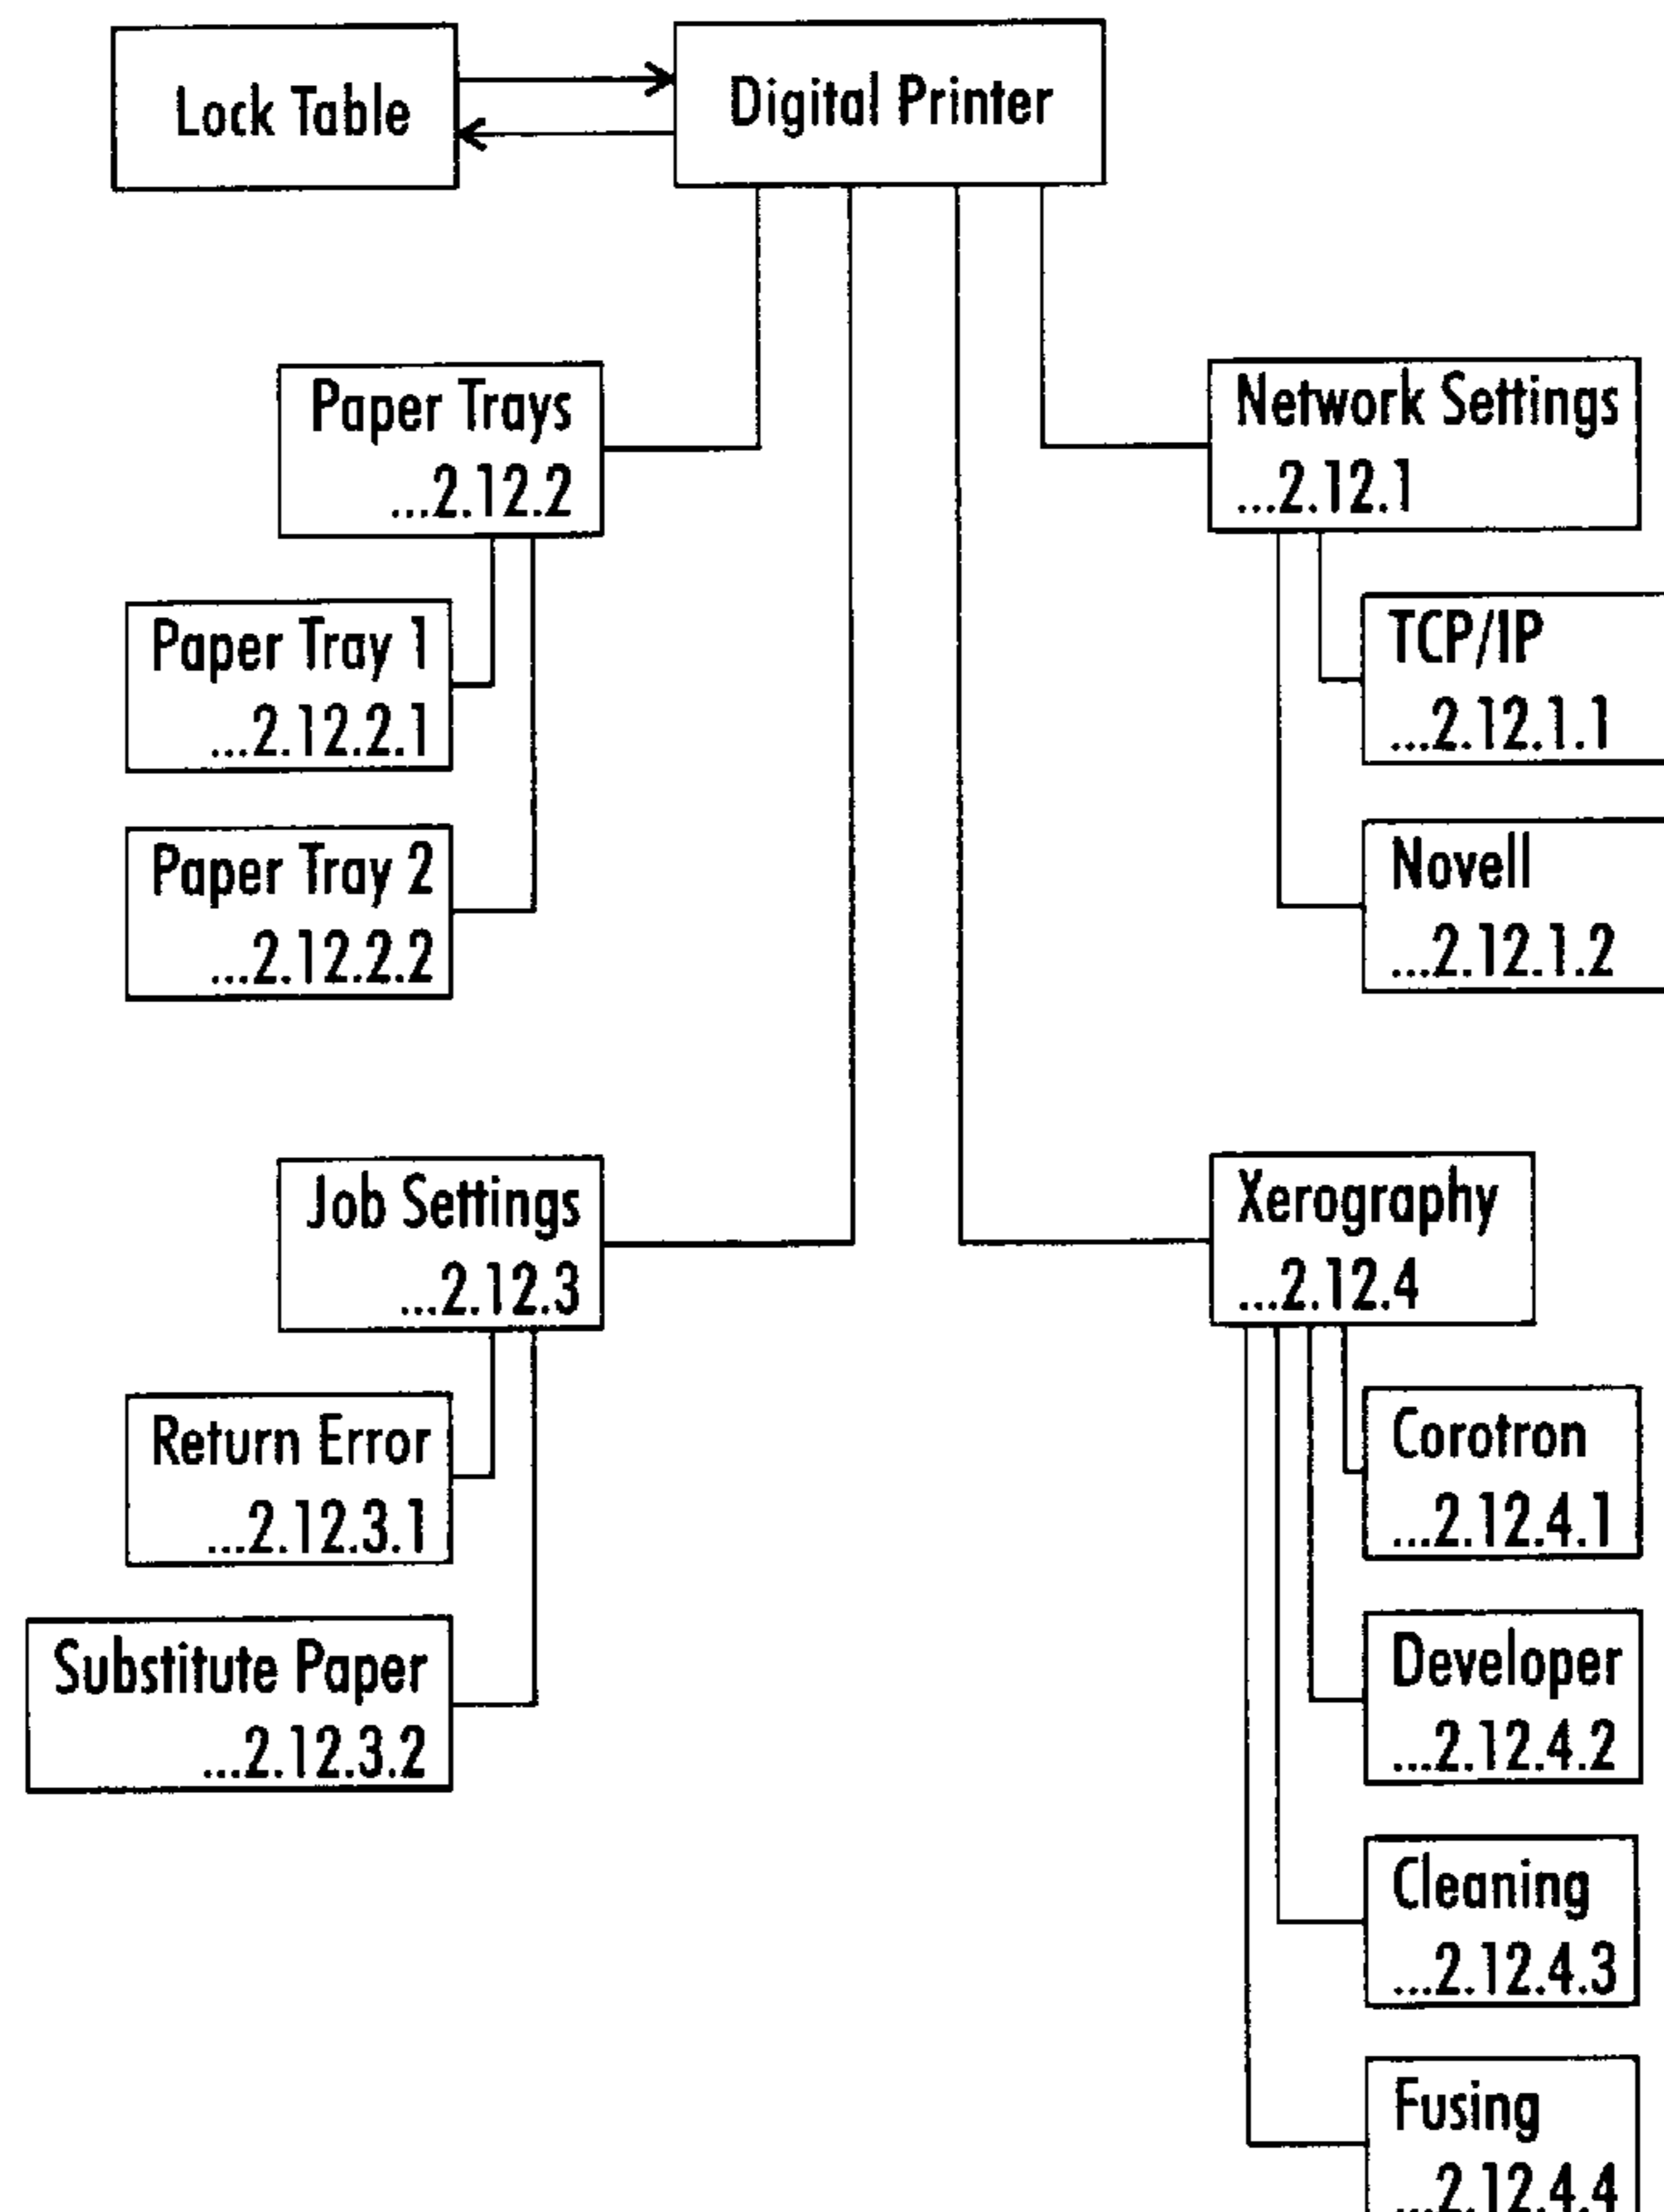 Lock Table
Digital Printer
Paper Trays
...2.12.2
Paper Tray 1
...2.12.2.1
Paper Tray 2
...2.12.2.2
Network Settings
...2.12.1
TCP/IP
...2.12.1.1
Novell
...2.12.1.2
Job Settings
...2.12.3
Return Error
...2.12.3.1
Substitute Paper
...2.12.3.2
Xerography
...2.12.4
Corotron
...2.12.4.1
Developer
...2.12.4.2
Cleaning
...2.12.4.3
Fusing
...2.12.4.4